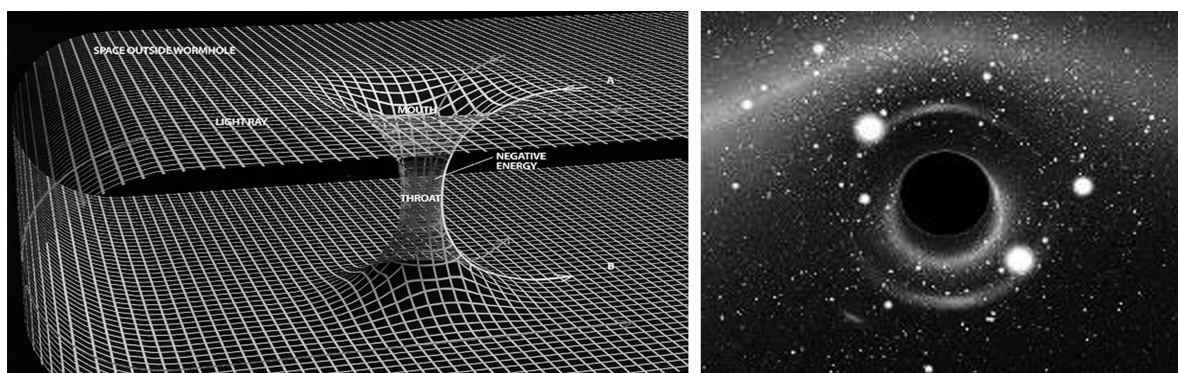 SPACE OUTSIDE WORMHOLE
A
MOUTH
LIGHT RAY
NEGATIVE
ENERGY
THROAT
B